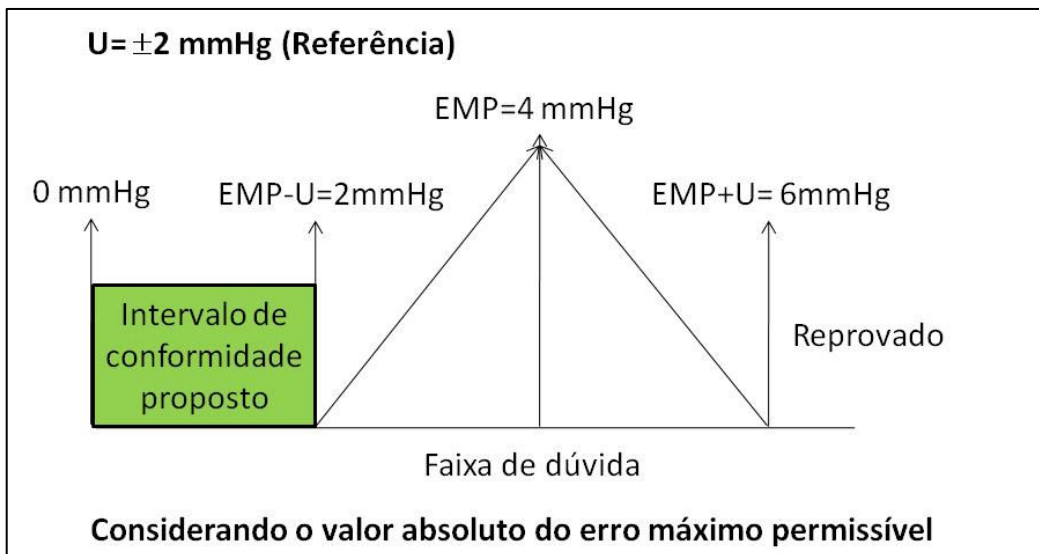 U= ±2 mmHg (Referência)
EMP=4 mmHg
0 mmHg
EMP-U=2mmHg
EMP+U= 6mmHg
Intervalo de
conformidade
proposto
Reprovado
Faixa de dúvida
Considerando o valor absoluto do erro máximo permissível